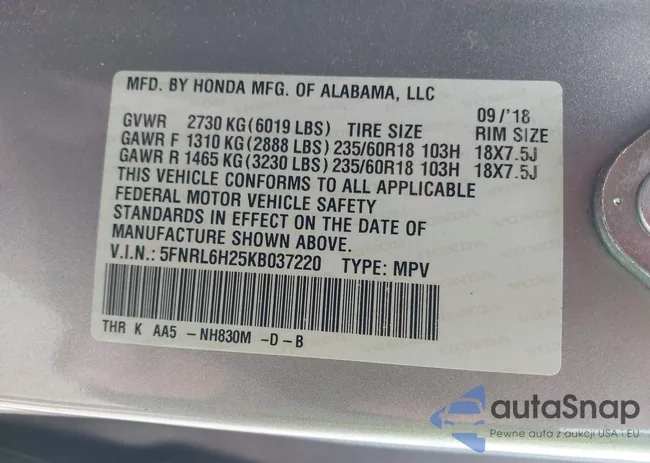 MFD. BY HONDA MFG. OF ALABAMA, LLC
09/'18
GVWR 2730 KG(6019 LBS) TIRE SIZE RIM SIZE
GAWR F 1310 KG(2888 LBS)235/60R18 103H 18X7.5J
GAWR R 1465 KG(3230 LBS)235/60R18 103H 18X7.5J
THIS VEHICLE CONFORMS TO ALL APPLICABLE
FEDERAL MOTOR VEHICLE SAFETY
STANDARDS IN EFFECT ON THE DATE OF
MANUFACTURE SHOWN ABOVE.
V.I.N.: 5FNRL6H25KB037220 TYPE: MPV
THR K AA5 -NH830M -D-B
autaSnap
Pewne auta z aukcji USA i EU